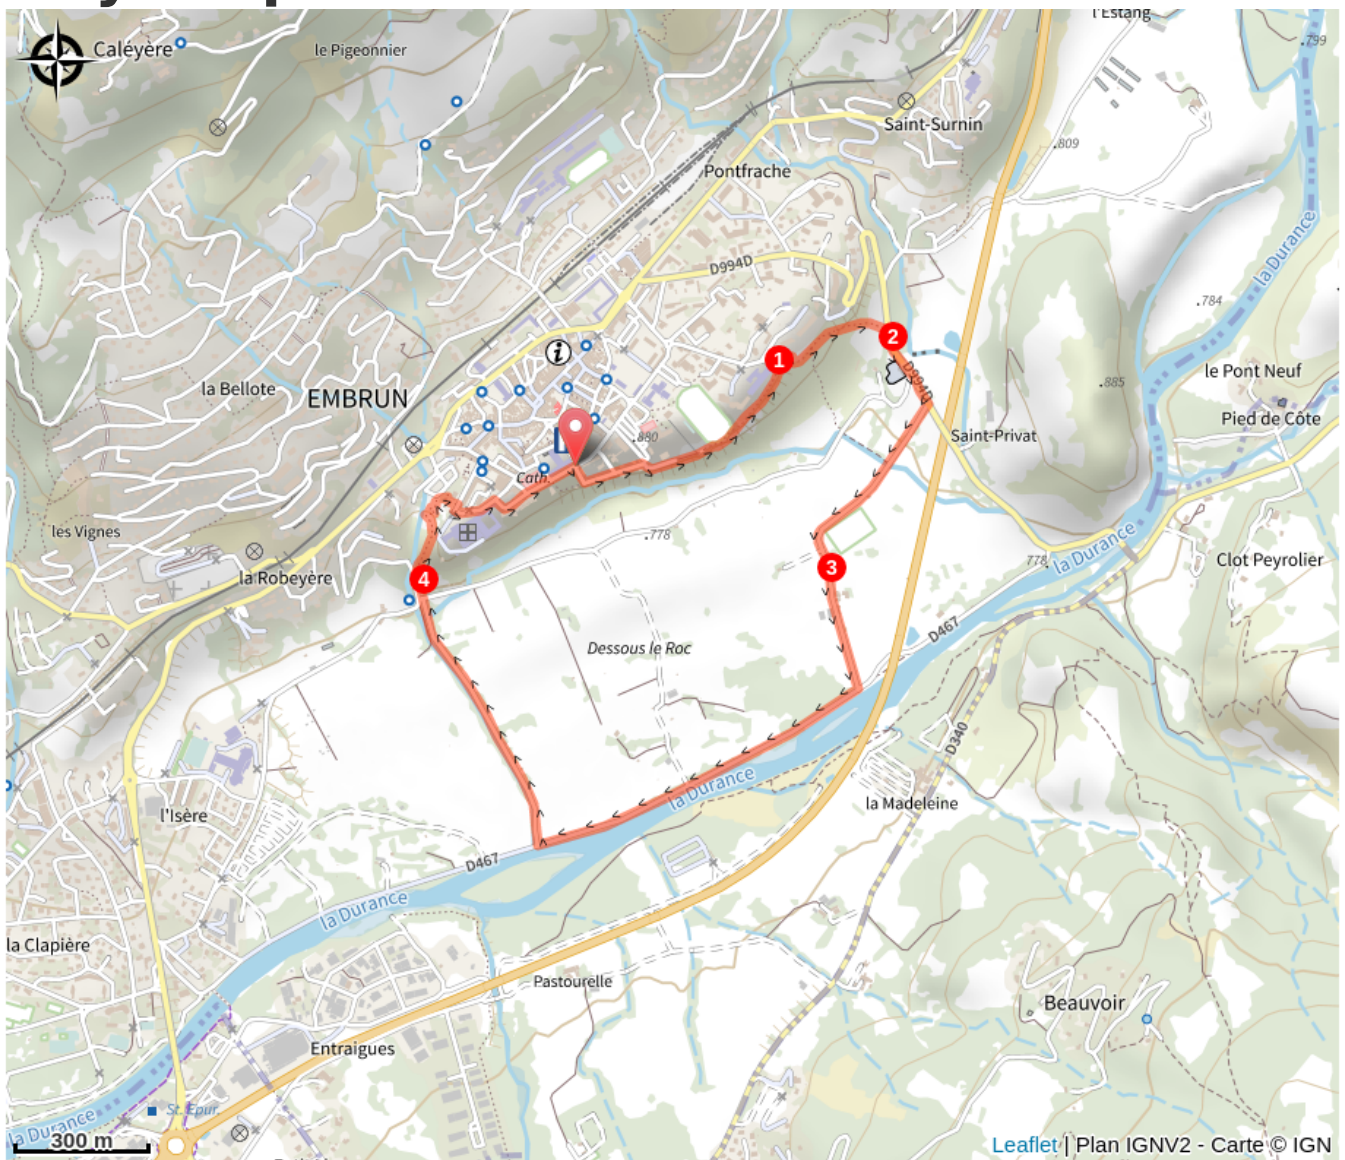 l'Estang
Caléyère
le Pigeonnier
.799
Saint-Surnin
.809
Pontfrache
la Durance
D994D
.784
i
2
1
le Pont Neuf
la Bellote
EMBRUN
D994D
.885
Pied de Côte
.880
Saint-Privat
Cath.
les Vignes
.778
la Durance
778
Clot Peyrolier
la Robeyère
4
3
Dessous le Roc
D467
D340
la Durance
la Madeleine
l'Isère
D467
la Durance
la Clapière
Pastourelle
Beauvoir
Entraigues
St. Epur.
la Durance
300 m
Leaflet | Plan IGNV2 - Carte © IGN